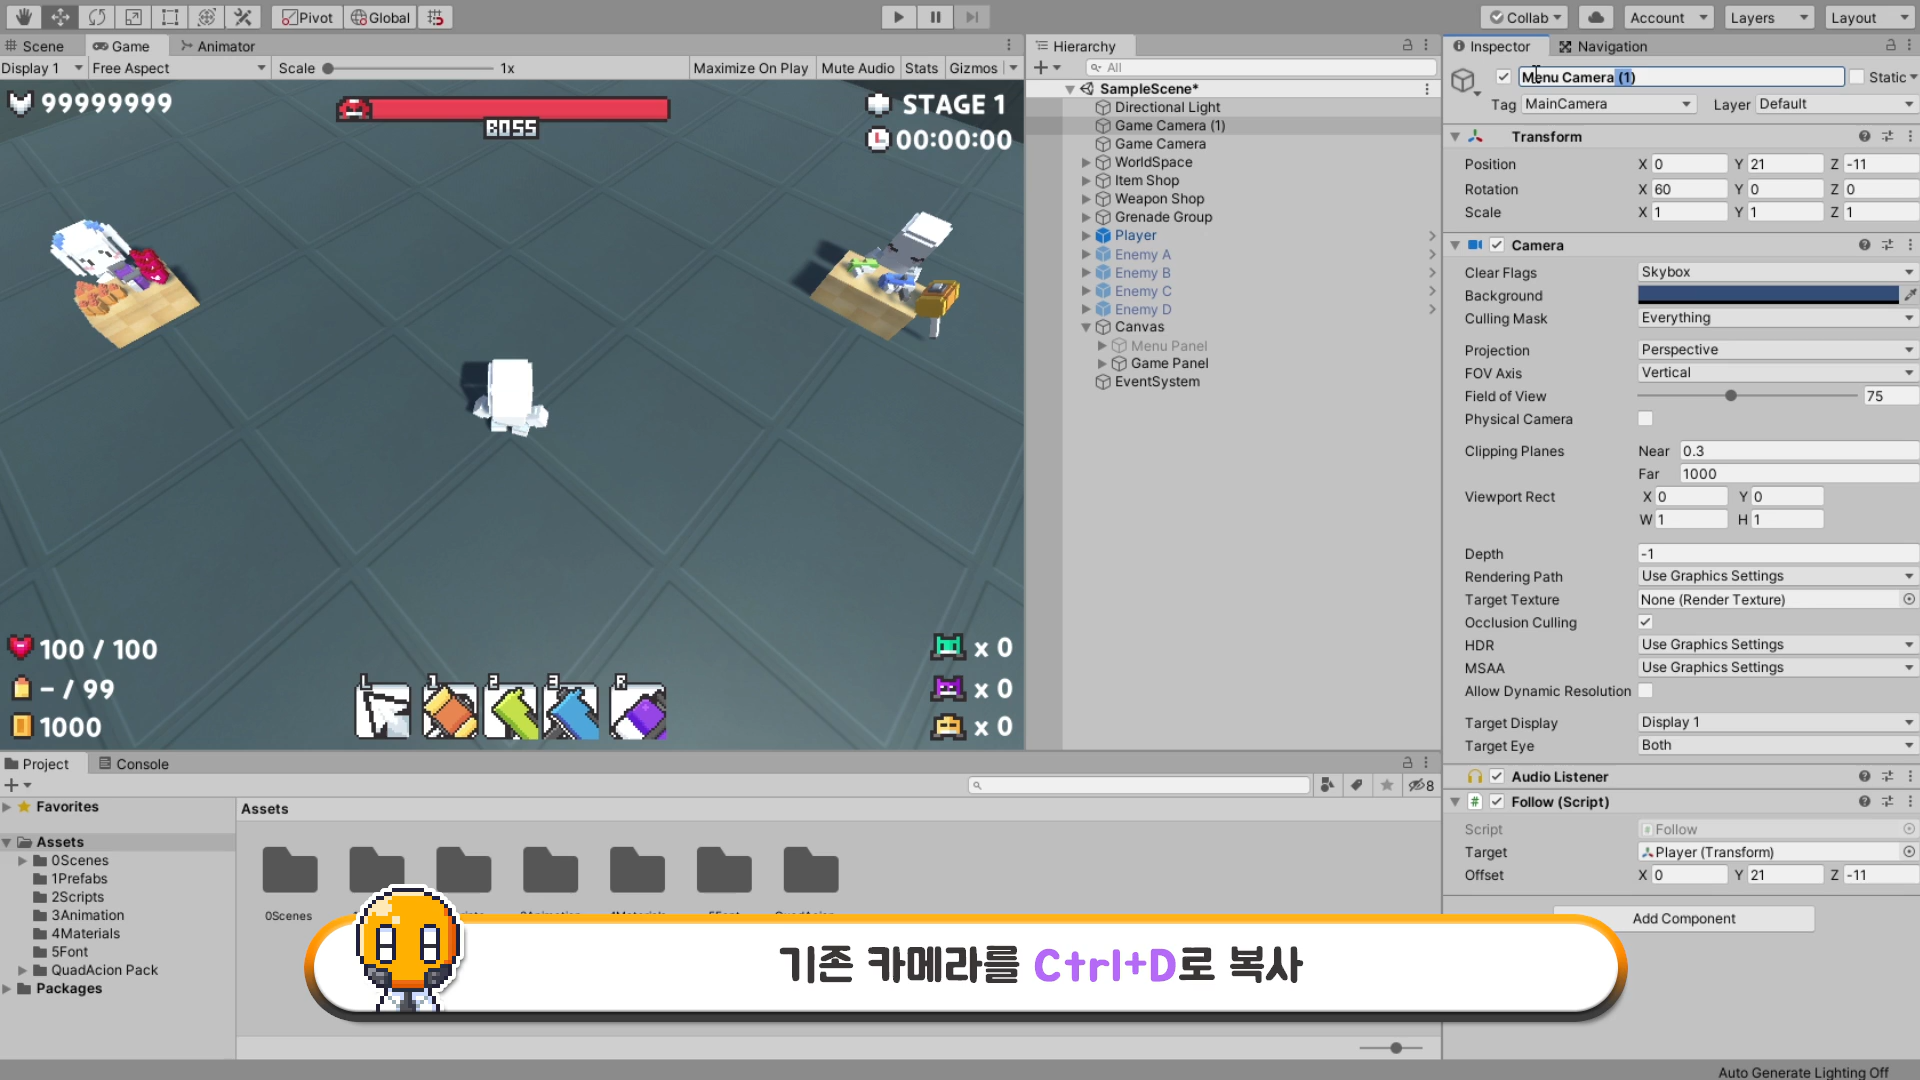 Pivot
Global
Collab
Account
Layers
Layout
Scene
Game
Animator
Display 1
Free Aspect
Scale
1x
Maximize On Play
Mute Audio
Stats
Gizmos
99999999
BOSS
STAGE 1
00:00:00
100 / 100
- / 99
1000
L
1
2
3
R
x 0
x 0
x 0
Hierarchy
All
SampleScene*
Directional Light
Game Camera (1)
Game Camera
WorldSpace
Item Shop
Weapon Shop
Grenade Group
Player
Enemy A
Enemy B
Enemy C
Enemy D
Canvas
Menu Panel
Game Panel
EventSystem
Inspector
Navigation
Menu Camera (1)
Static
Tag MainCamera
Layer Default
Transform
Position X 0 Y 21 Z -11
Rotation X 60 Y 0 Z 0
Scale X 1 Y 1 Z 1
Camera
Clear Flags Skybox
Background
Culling Mask Everything
Projection Perspective
FOV Axis Vertical
Field of View 75
Physical Camera
Clipping Planes Near 0.3
Far 1000
Viewport Rect X 0 Y 0
W 1 H 1
Depth -1
Rendering Path Use Graphics Settings
Target Texture None (Render Texture)
Occlusion Culling
HDR Use Graphics Settings
MSAA Use Graphics Settings
Allow Dynamic Resolution
Target Display Display 1
Target Eye Both
Audio Listener
Follow (Script)
Script Follow
Target Player (Transform)
Offset X 0 Y 21 Z -11
Add Component
Project
Console
8
Favorites
Assets
0Scenes
1Prefabs
2Scripts
3Animation
4Materials
5Font
QuadAcion Pack
Packages
Assets
0Scenes
기존 카메라를 Ctrl+D로 복사
Auto Generate Lighting Off